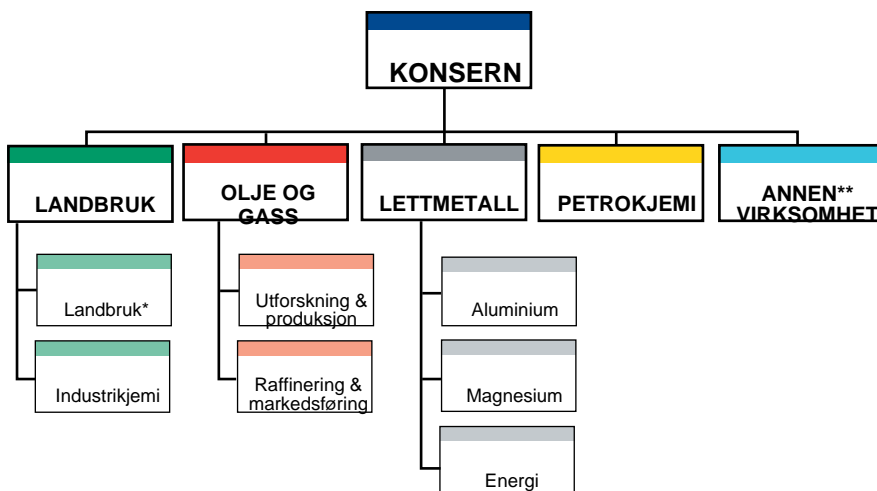 KONSERN
LANDBRUK
OLJE OG
GASS
LETTMETALL
PETROKJEMI
ANNEN**
VIRKSOMHET
Landbruk*
Industrikjemi
Utforskning &
produksjon
Raffinering &
markedsføring
Aluminium
Magnesium
Energi